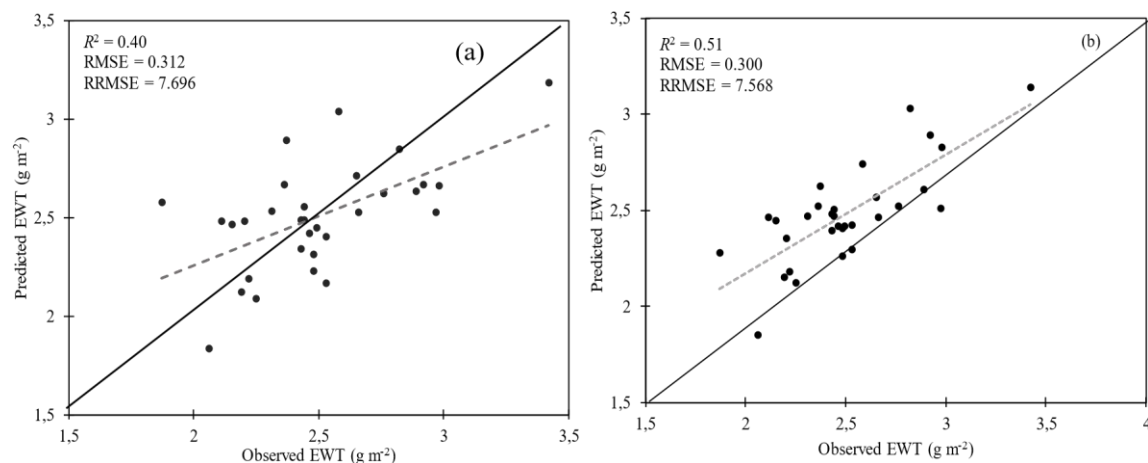 3,5
R² = 0.40
RMSE = 0.312
RRMSE = 7.696
(a)
3
2,5
2
1,5
Predicted EWT (g m⁻²)
1,5 2 2,5 3 3,5
Observed EWT (g m⁻²)
3,5
R² = 0.51
RMSE = 0.300
RRMSE = 7.568
(b)
3
2,5
2
1,5
Predicted EWT (g m⁻²)
1,5 2 2,5 3 3,5 4
Observed EWT (g m⁻²)